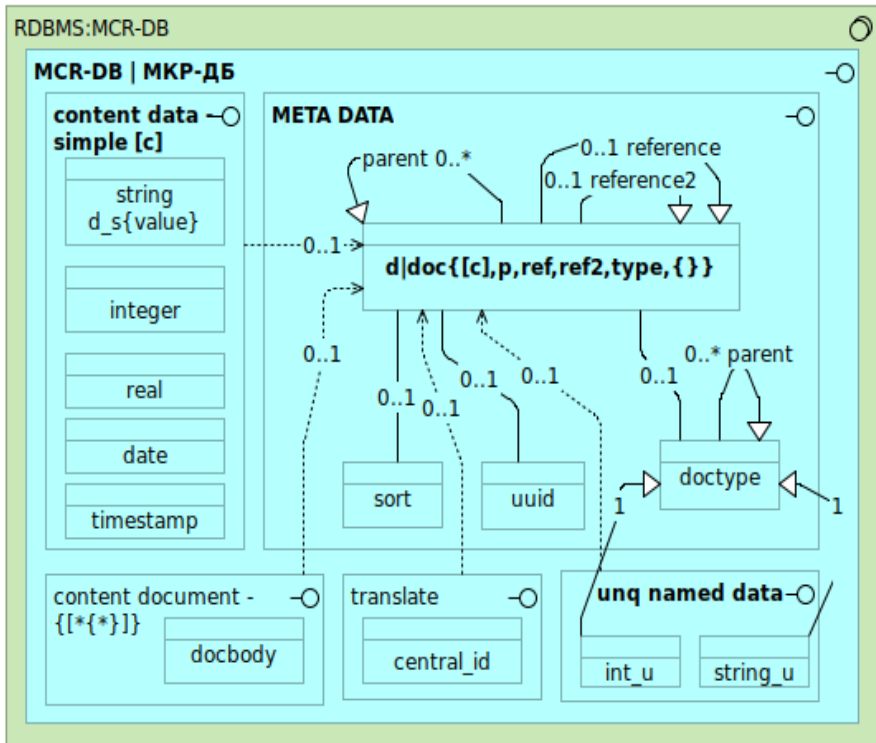 RDBMS:MCR-DB
MCR-DB | МКР-ДБ
content data -
simple [c]
string
d_s{value}
integer
real
date
timestamp
META DATA
parent 0..*
0..1 reference
0..1 reference2
0..1
d|doc{[c],p,ref,ref2,type,{}}
0..1
0..1
0..1
0..1
0..1
0..1
0..* parent
sort
uuid
doctype
1
1
content document -
{[*{*}]}
docbody
translate
central_id
unq named data
int_u
string_u